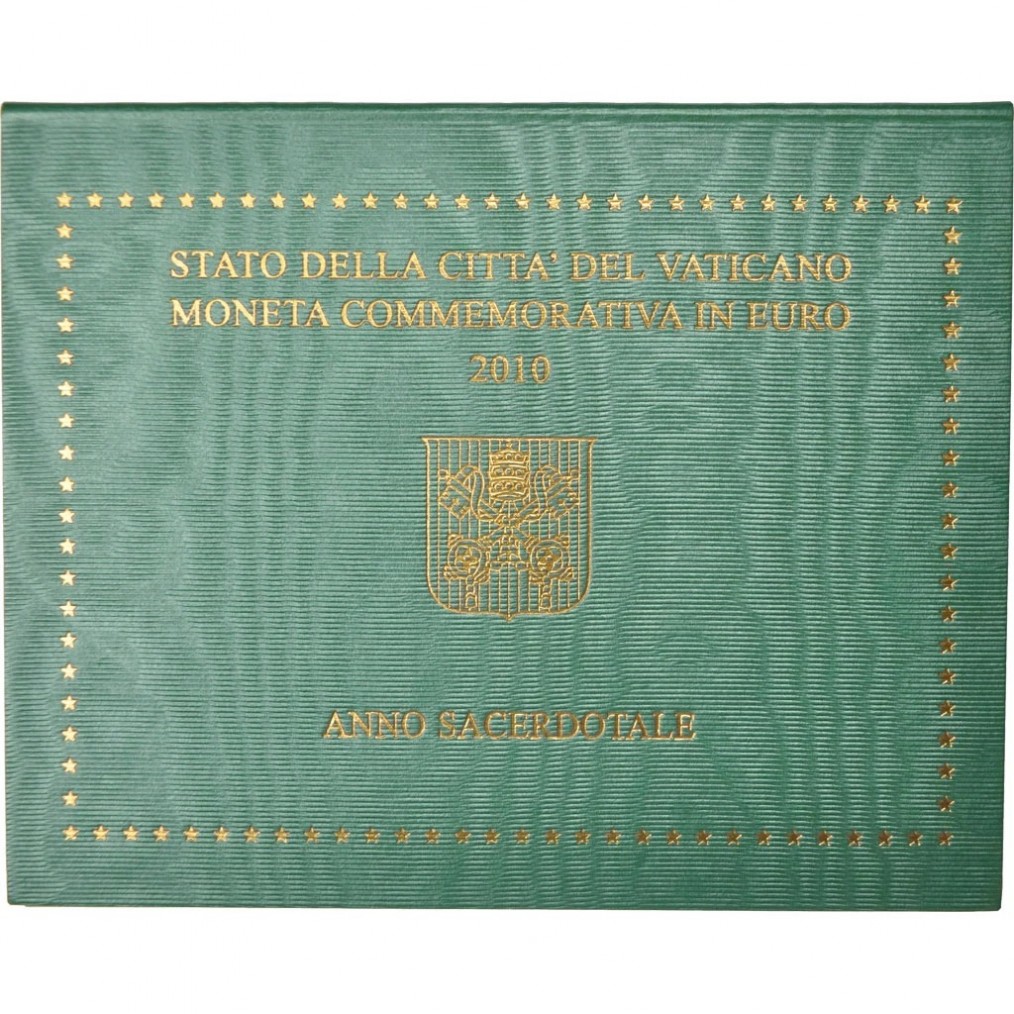 STATO DELLA CITTA' DEL VATICANO
MONETA COMMEMORATIVA IN EURO
2010
ANNO SACERDOTALE